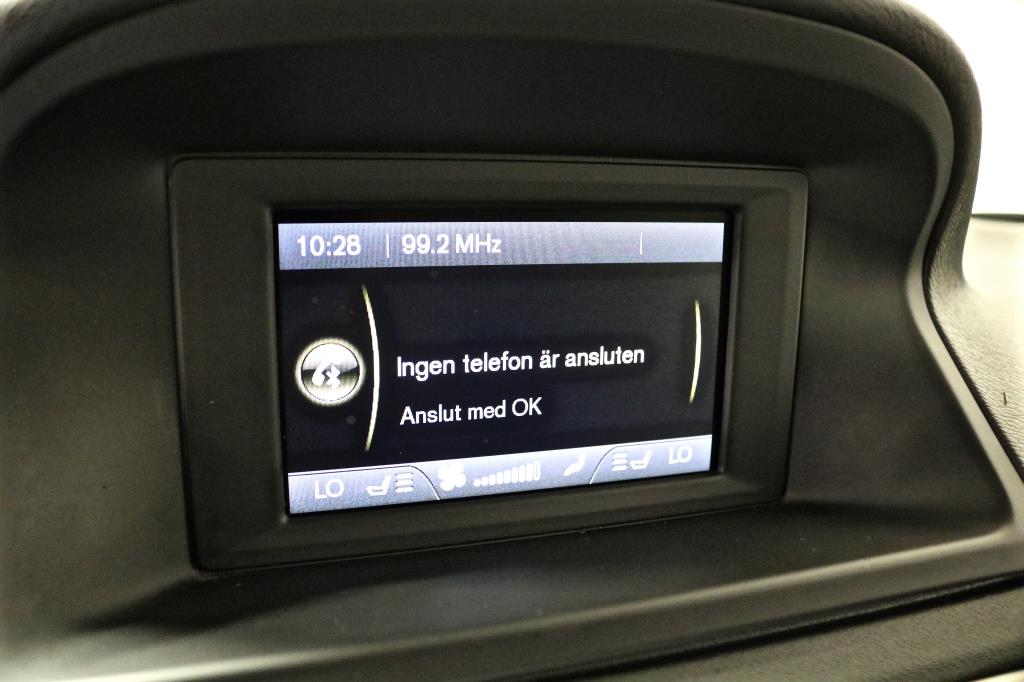 10:28 99.2 MHz
Ingen telefon är ansluten
Anslut med OK
LO LO